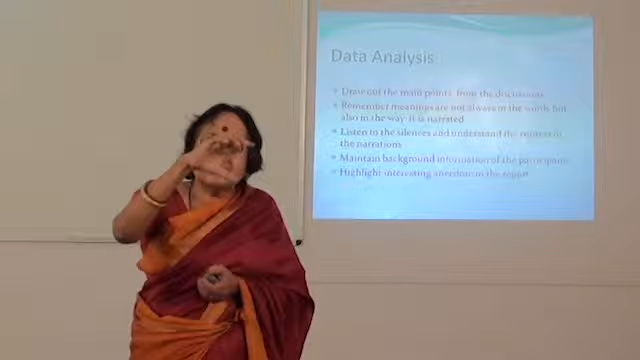 Data Analysis
Draw out the main points from the discussions
Remember meanings are not always in the words but
also in the way it is narrated
Listen to the silences and understand the context of
the narrations
Maintain background information of the participants
Highlight interesting anecdotes in the report